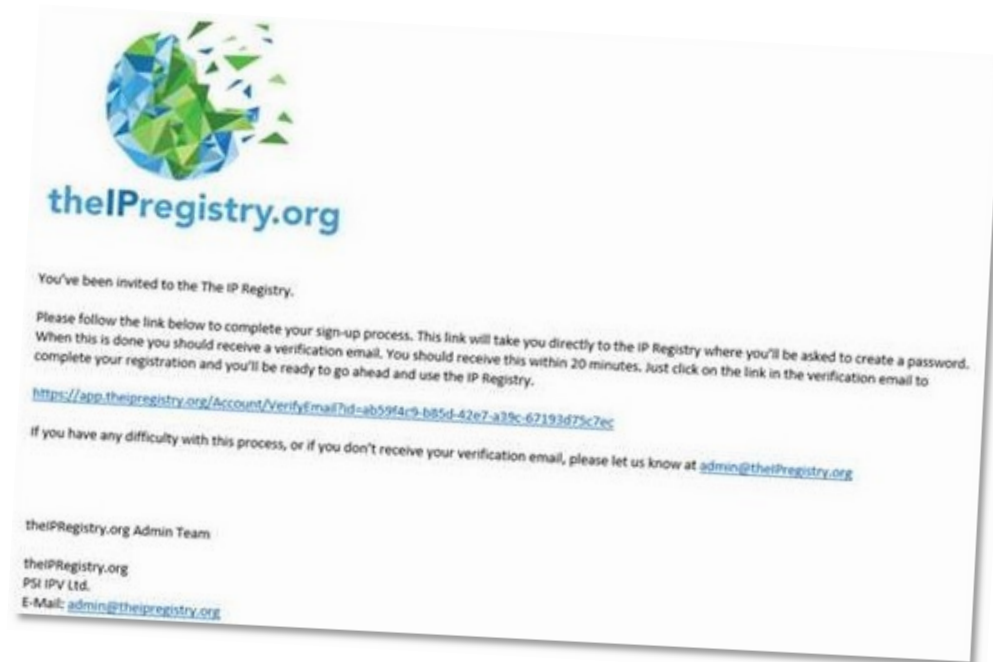 theIPregistry.org
You've been invited to the The IP Registry.
Please follow the link below to complete your sign-up process. This link will take you directly to the IP Registry where you'll be asked to create a password.
When this is done you should receive a verification email. You should receive this within 20 minutes. Just click on the link in the verification email to
complete your registration and you'll be ready to go ahead and use the IP Registry.
https://app.theipregistry.org/Account/VerifyEmail?id=ab59f4c9-b85d-42e7-a39c-67193d75c7ec
If you have any difficulty with this process, or if you don't receive your verification email, please let us know at admin@theIPregistry.org
theIPRegistry.org Admin Team
theIPRegistry.org
PSI IPV Ltd.
E-Mail: admin@theipregistry.org